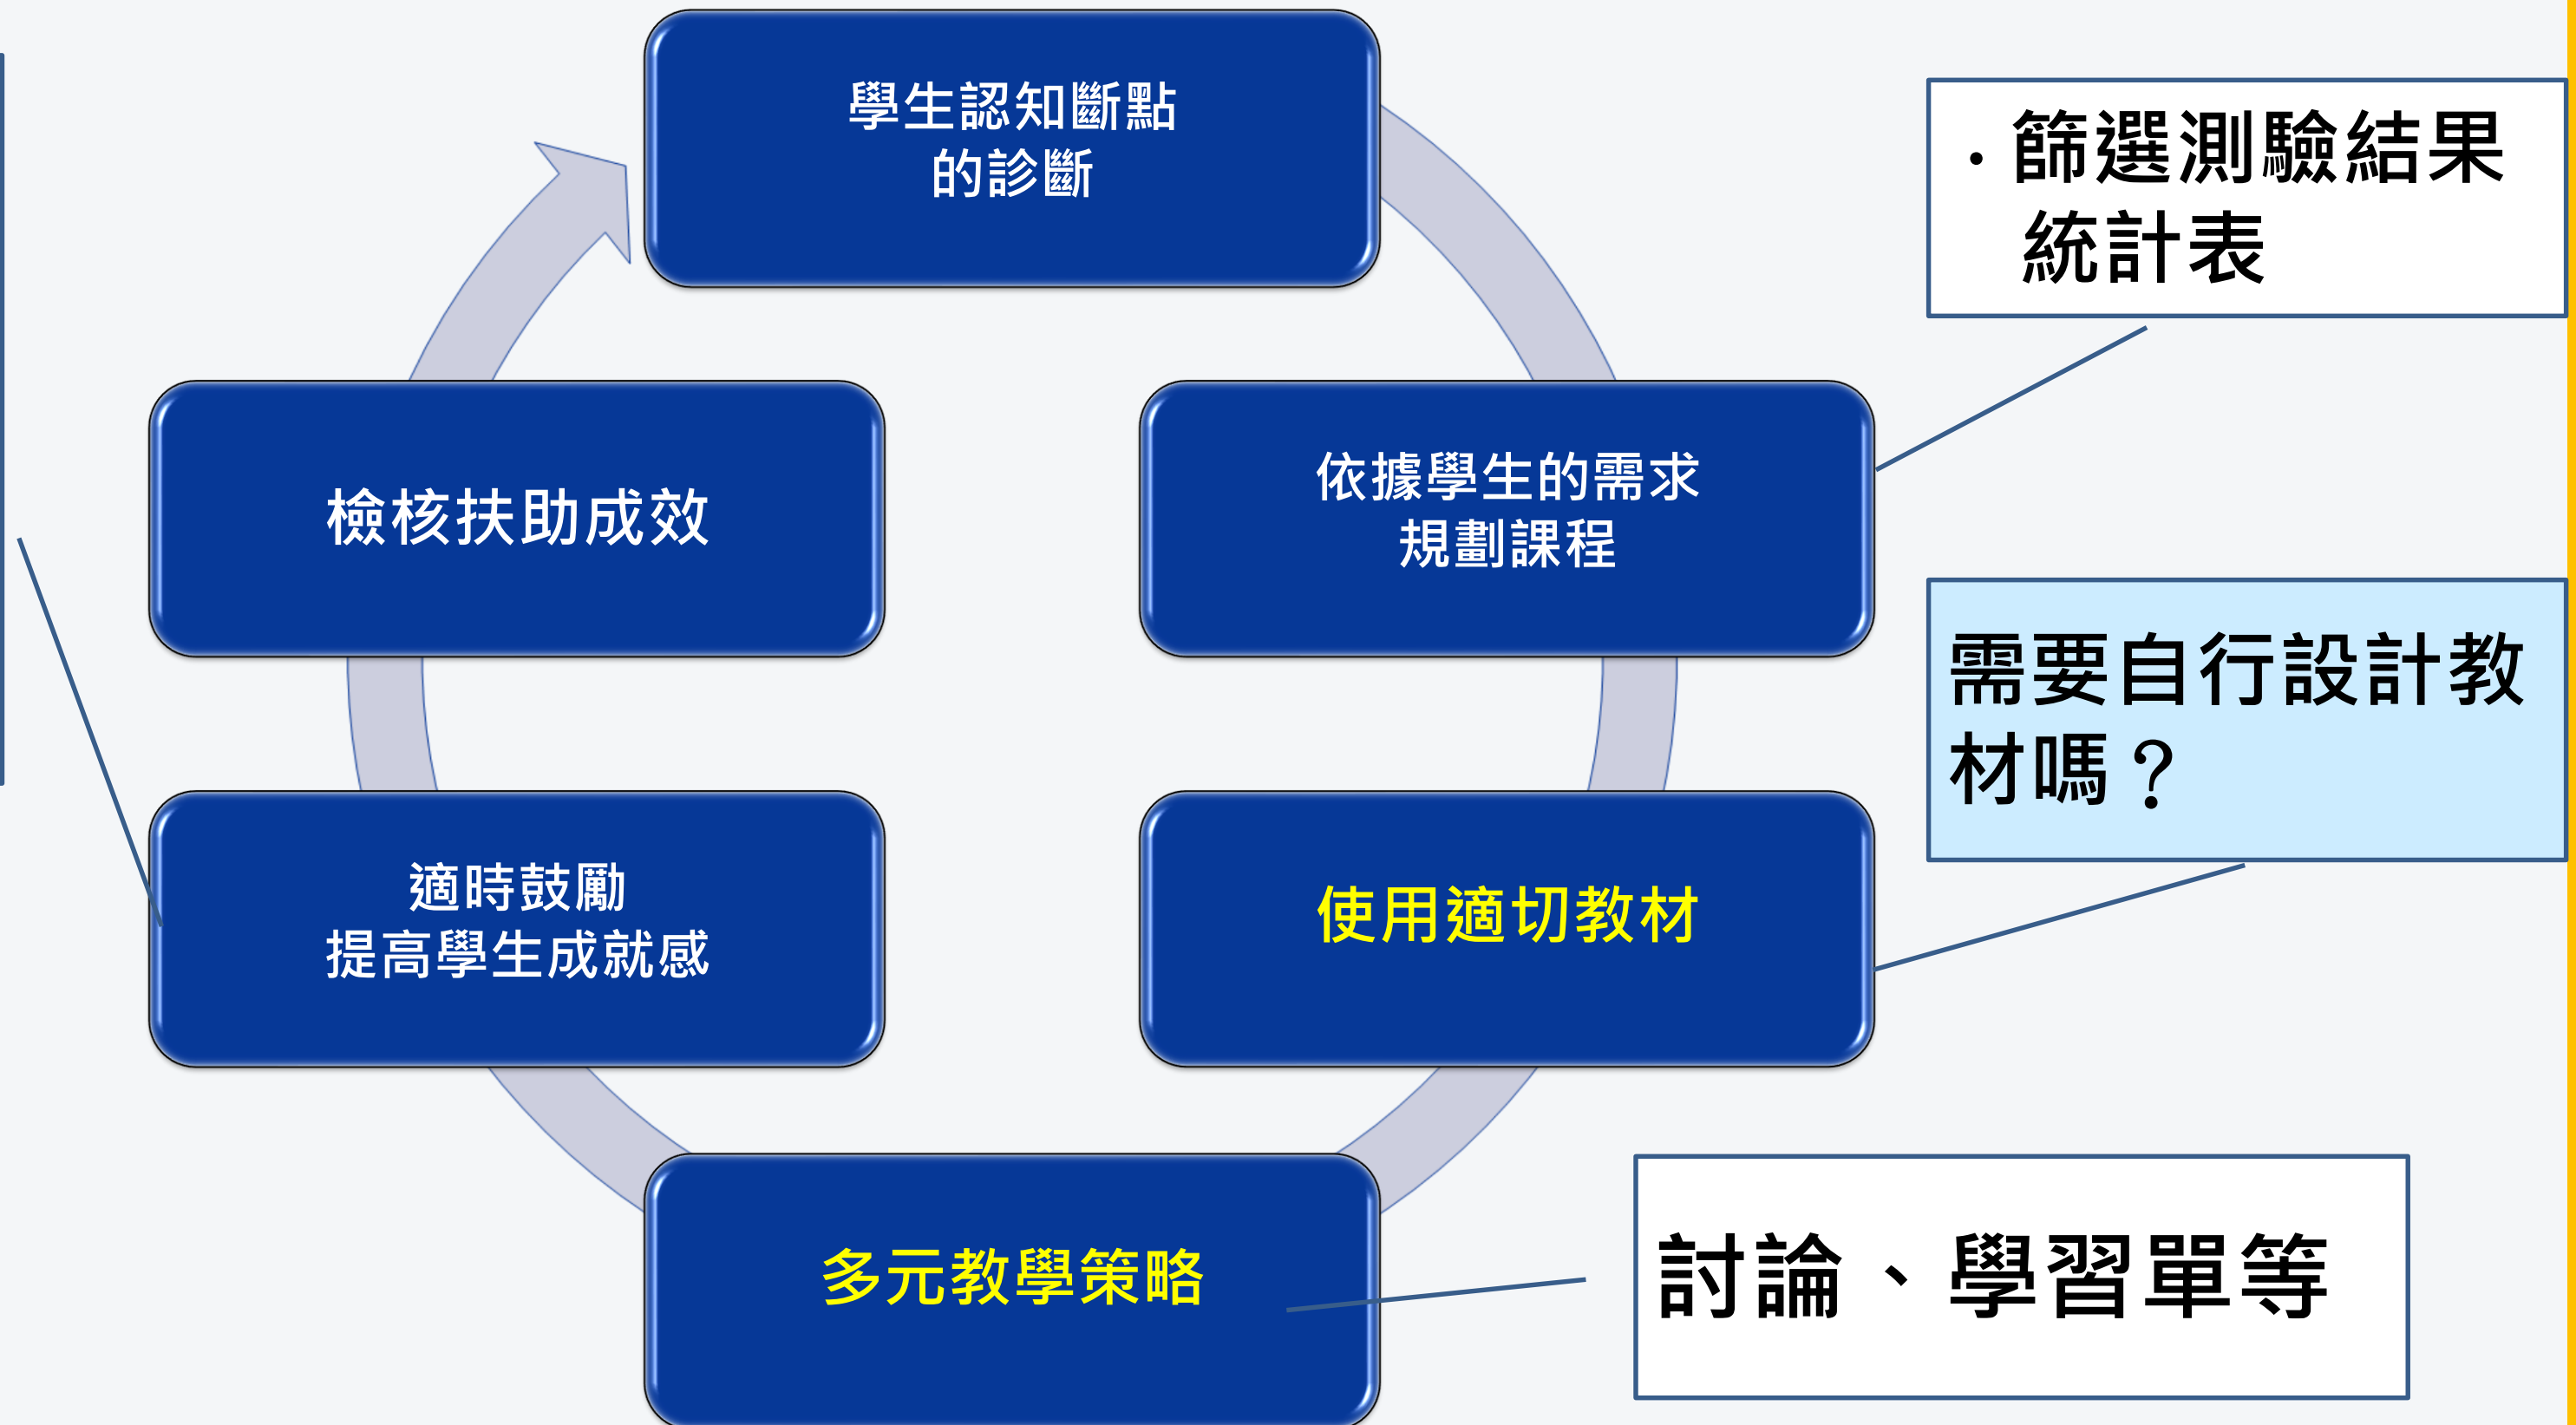 學生認知斷點
的診斷
・篩選測驗結果
統計表
檢核扶助成效
依據學生的需求
規劃課程
需要自行設計教
材嗎？
適時鼓勵
提高學生成就感
使用適切教材
多元教學策略
討論、學習單等